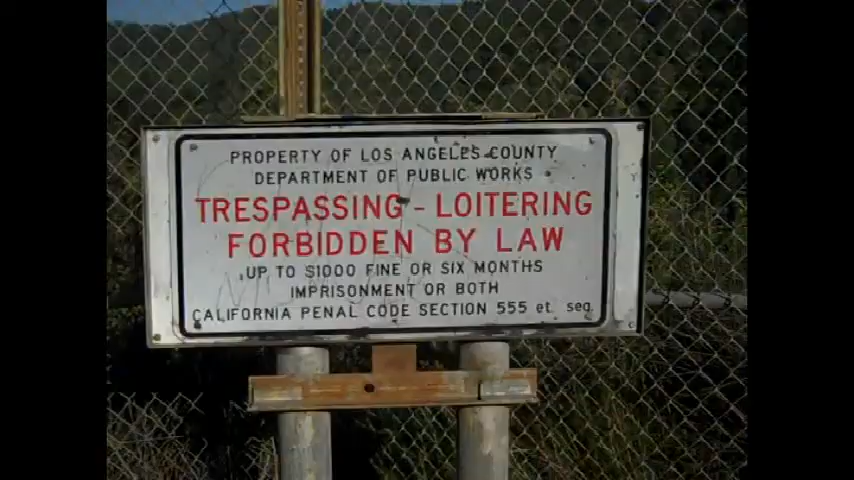 PROPERTY OF LOS ANGELES COUNTY
DEPARTMENT OF PUBLIC WORKS
TRESPASSING - LOITERING
FORBIDDEN BY LAW
UP TO $1000 FINE OR SIX MONTHS
IMPRISONMENT OR BOTH
CALIFORNIA PENAL CODE SECTION 555 et. seq.